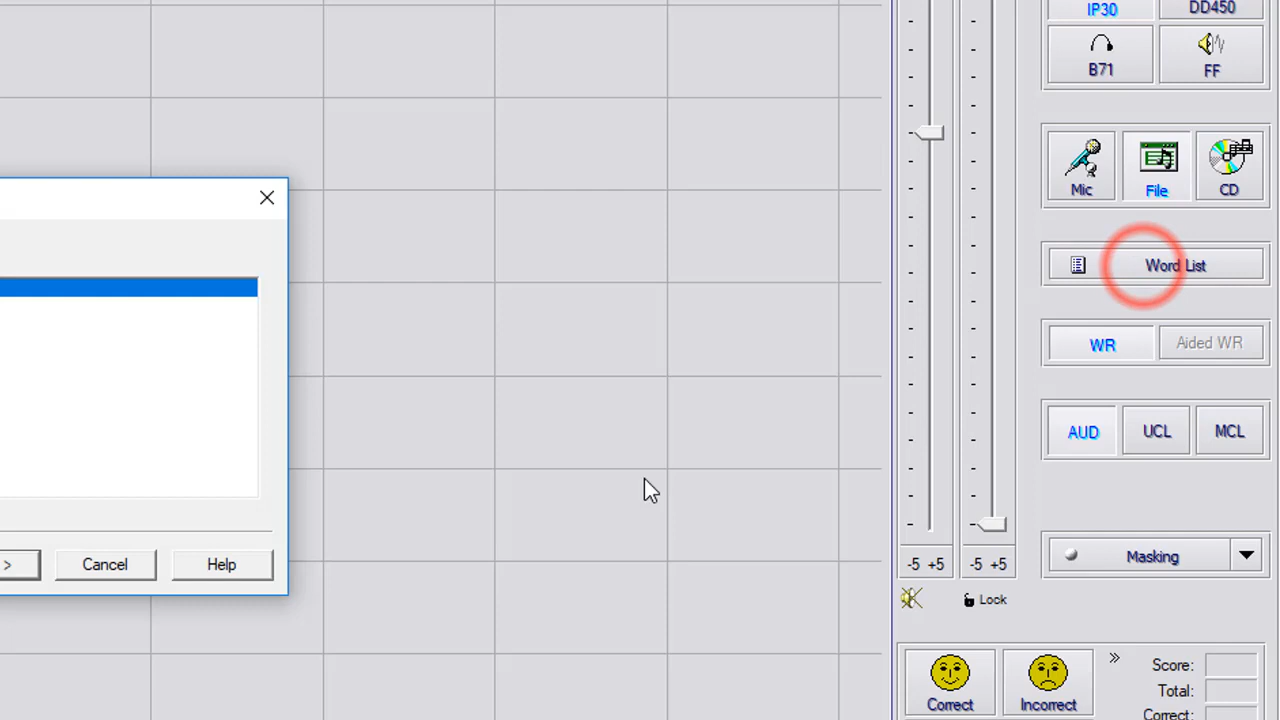 IP30 DD450
B71 FF
Mic File CD
Word List
WR Aided WR
AUD UCL MCL
> Cancel Help
Masking
-5 +5 -5 +5
Lock
Correct Incorrect
Score:
Total:
Correct: